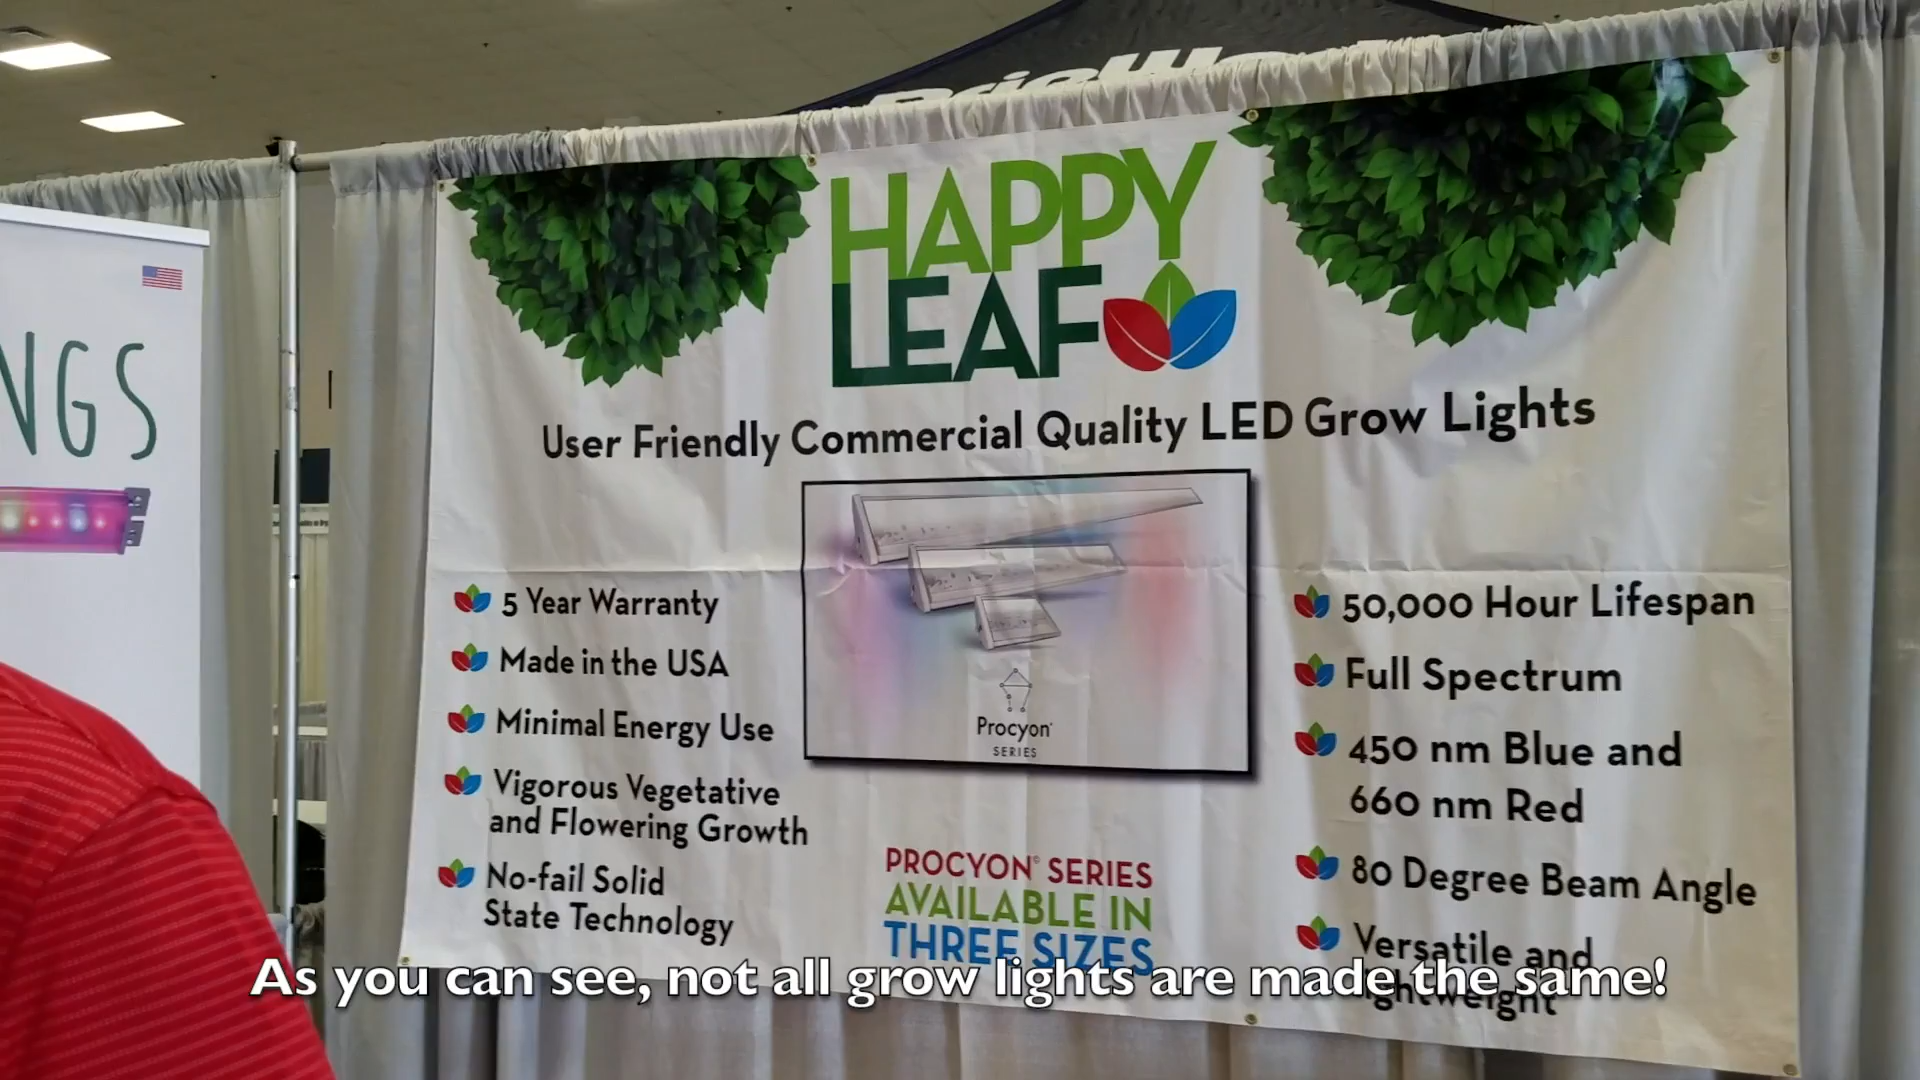 HAPPY
LEAF
User Friendly Commercial Quality LED Grow Lights
NGS
5 Year Warranty
Made in the USA
Minimal Energy Use
Vigorous Vegetative
and Flowering Growth
No-fail Solid
State Technology
Procyon
SERIES
PROCYON® SERIES
AVAILABLE IN
THREE SIZES
50,000 Hour Lifespan
Full Spectrum
450 nm Blue and
660 nm Red
80 Degree Beam Angle
Versatile and
Lightweight
As you can see, not all grow lights are made the same!